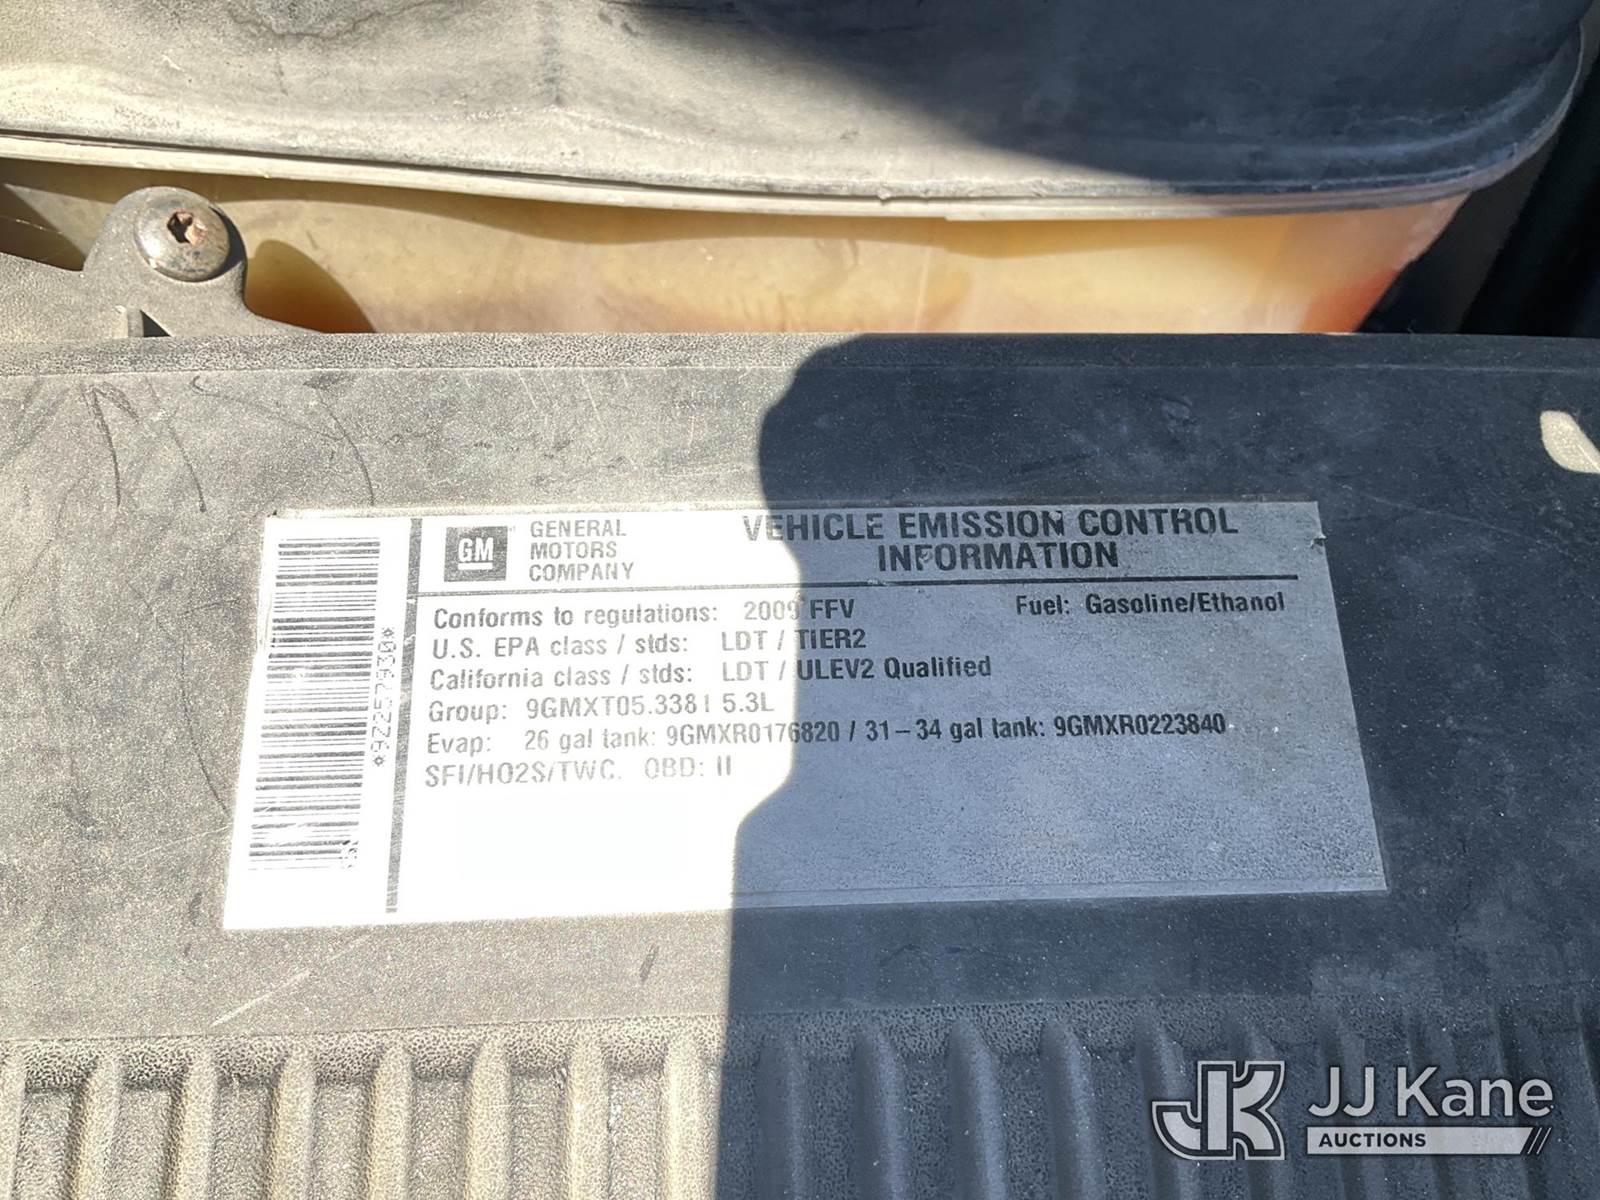 GM GENERAL MOTORS COMPANY
VEHICLE EMISSION CONTROL
INFORMATION
Conforms to regulations: 2009 FFV Fuel: Gasoline/Ethanol
U.S. EPA class / stds: LDT / TIER2
California class / stds: LDT / ULEV2 Qualified
Group: 9GMXT05.3381 5.3L
Evap: 26 gal tank: 9GMXR0176820 / 31-34 gal tank: 9GMXR0223840
SFI/HO2S/TWC. OBD: II
*92257930*
JK JJ Kane
AUCTIONS